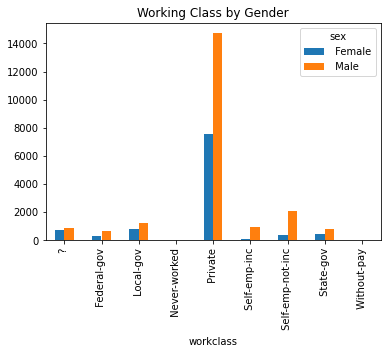 Working Class by Gender
sex
Female
Male
14000
12000
10000
8000
6000
4000
2000
0
?
Federal-gov
Local-gov
Never-worked
Private
Self-emp-inc
Self-emp-not-inc
State-gov
Without-pay
workclass